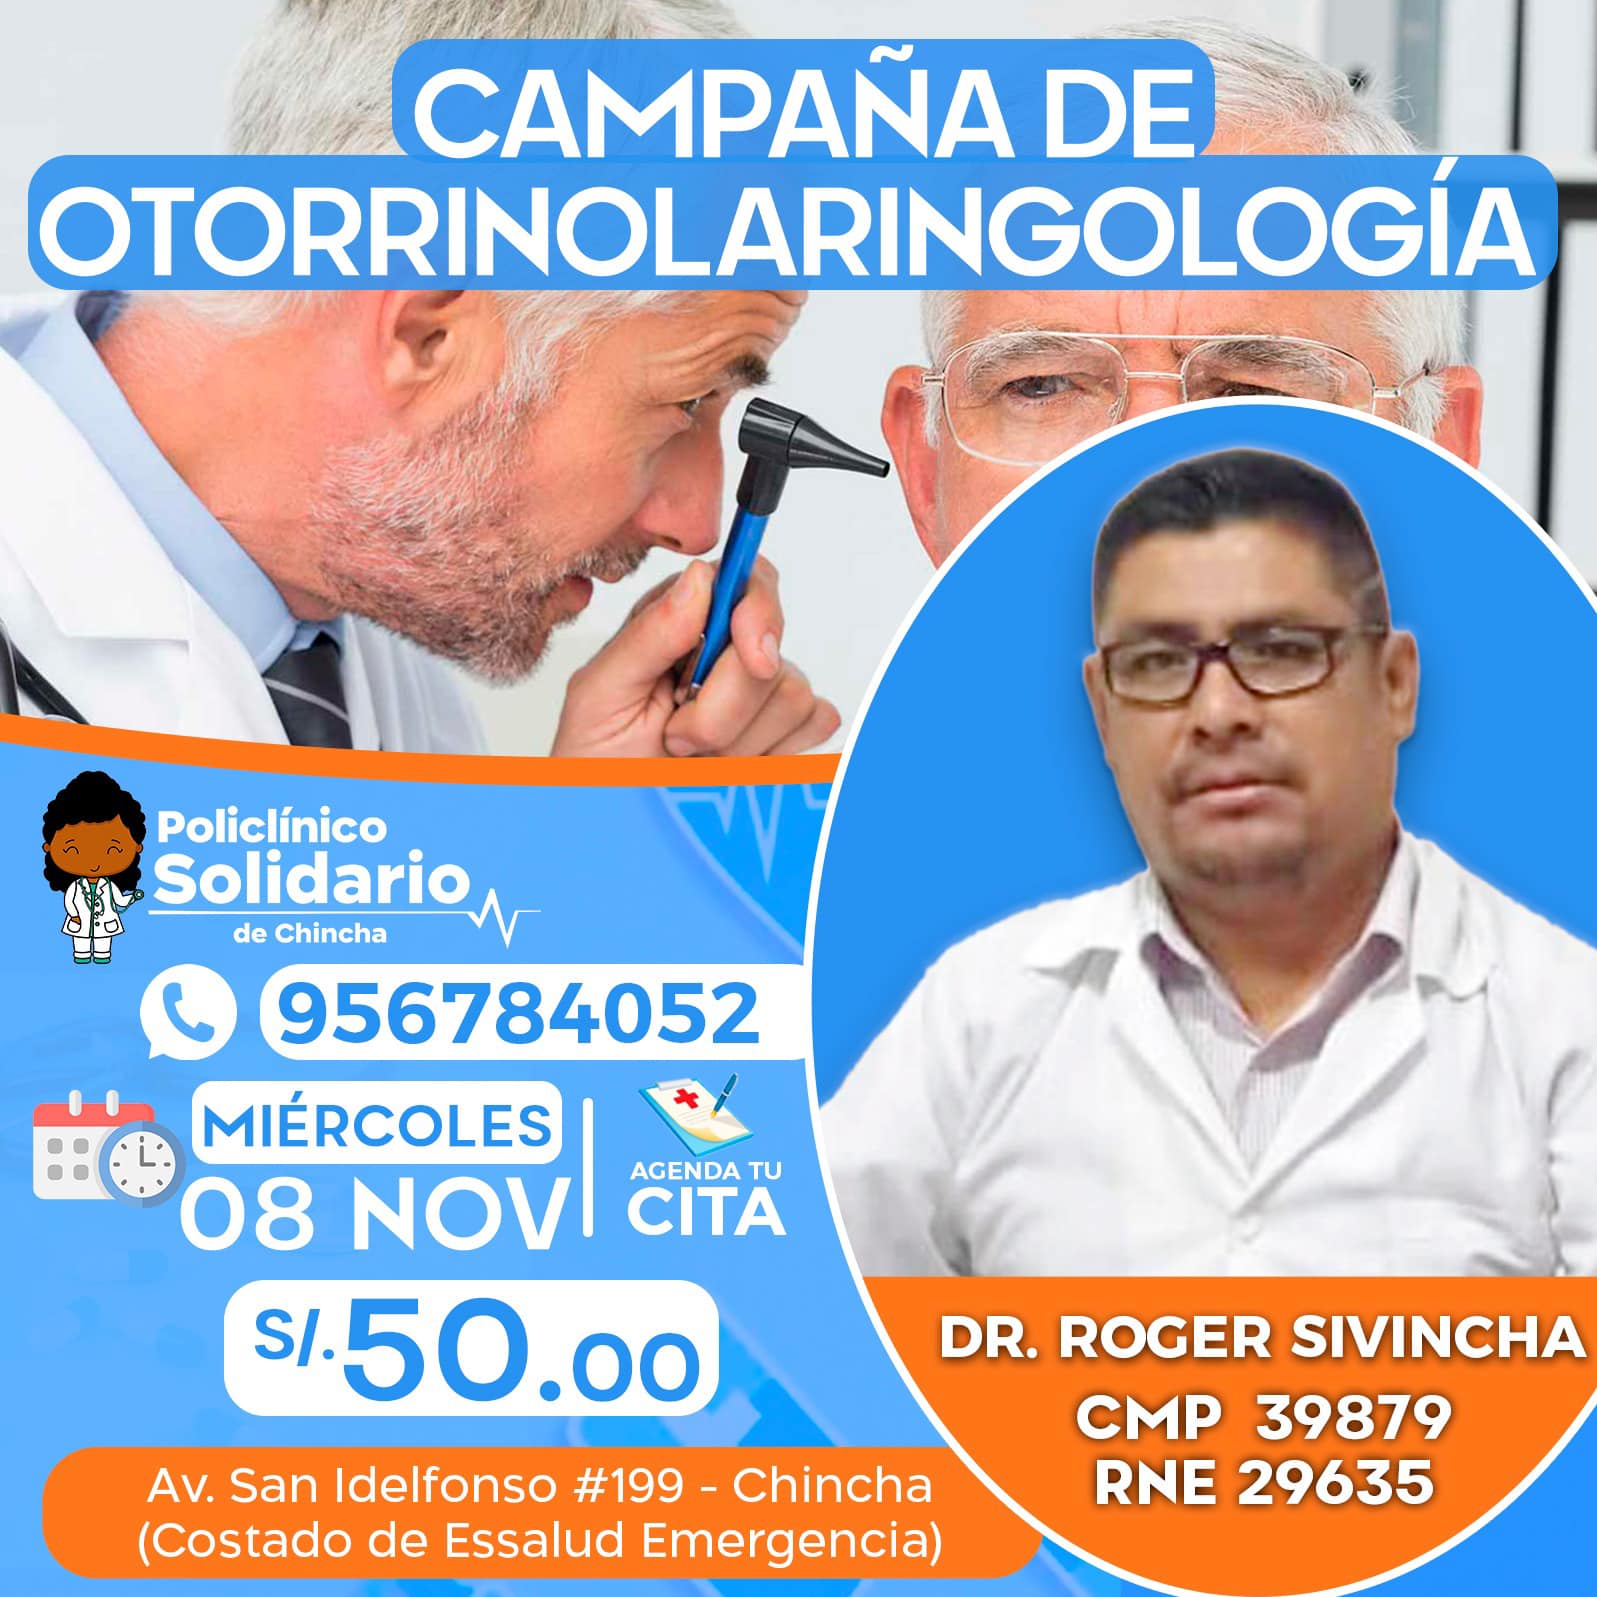 CAMPAÑA DE
OTORRINOLARINGOLOGÍA
Policlínico
Solidario
de Chincha
956784052
MIÉRCOLES
08 NOV
AGENDA TU
CITA
S/.50.00
Av. San Idelfonso #199 - Chincha
(Costado de Essalud Emergencia)
DR. ROGER SIVINCHA
CMP 39879
RNE 29635